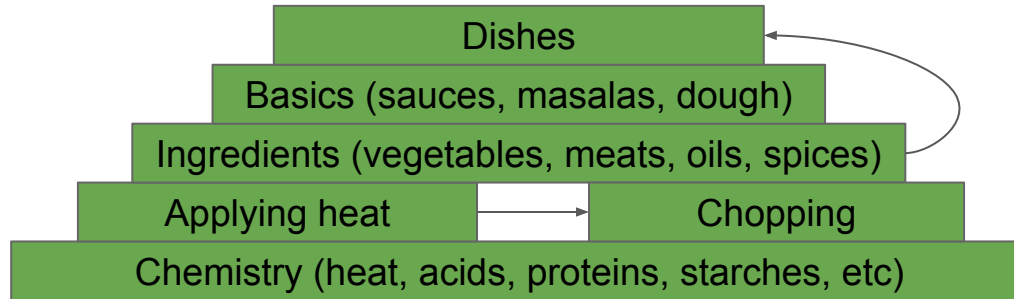 Dishes
Basics (sauces, masalas, dough)
Ingredients (vegetables, meats, oils, spices)
Applying heat
Chopping
Chemistry (heat, acids, proteins, starches, etc)